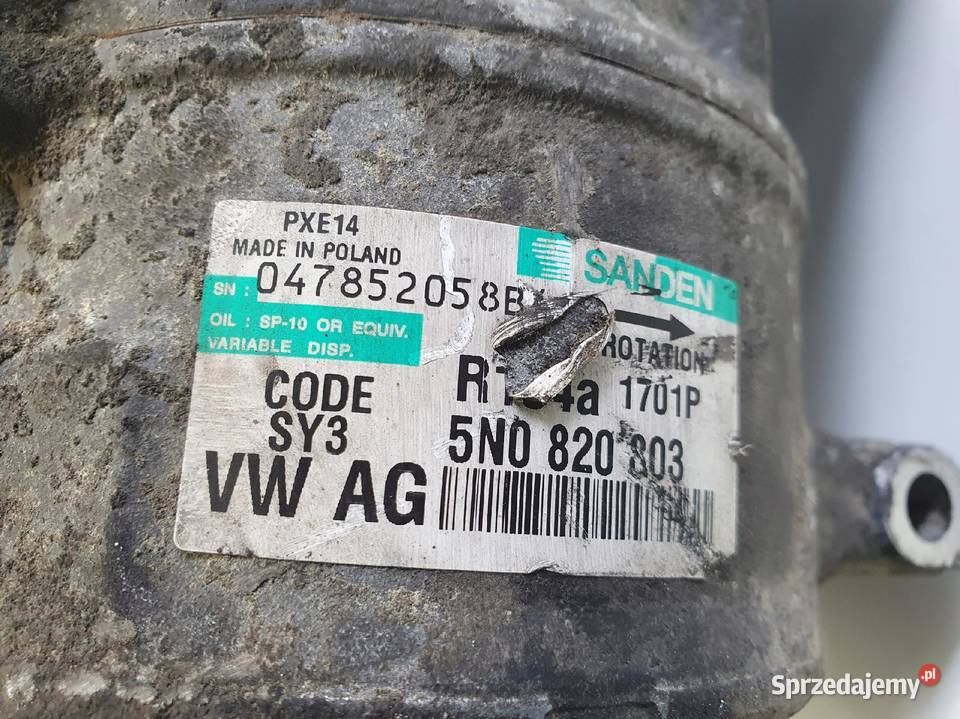 PXE14
MADE IN POLAND
SANDEN
SN : 047852058B
OIL : SP-10 OR EQUIV.
VARIABLE DISP.
ROTATION
CODE
SY3
1701P
5N0 820 803
VW AG
Sprzedajemy.pl